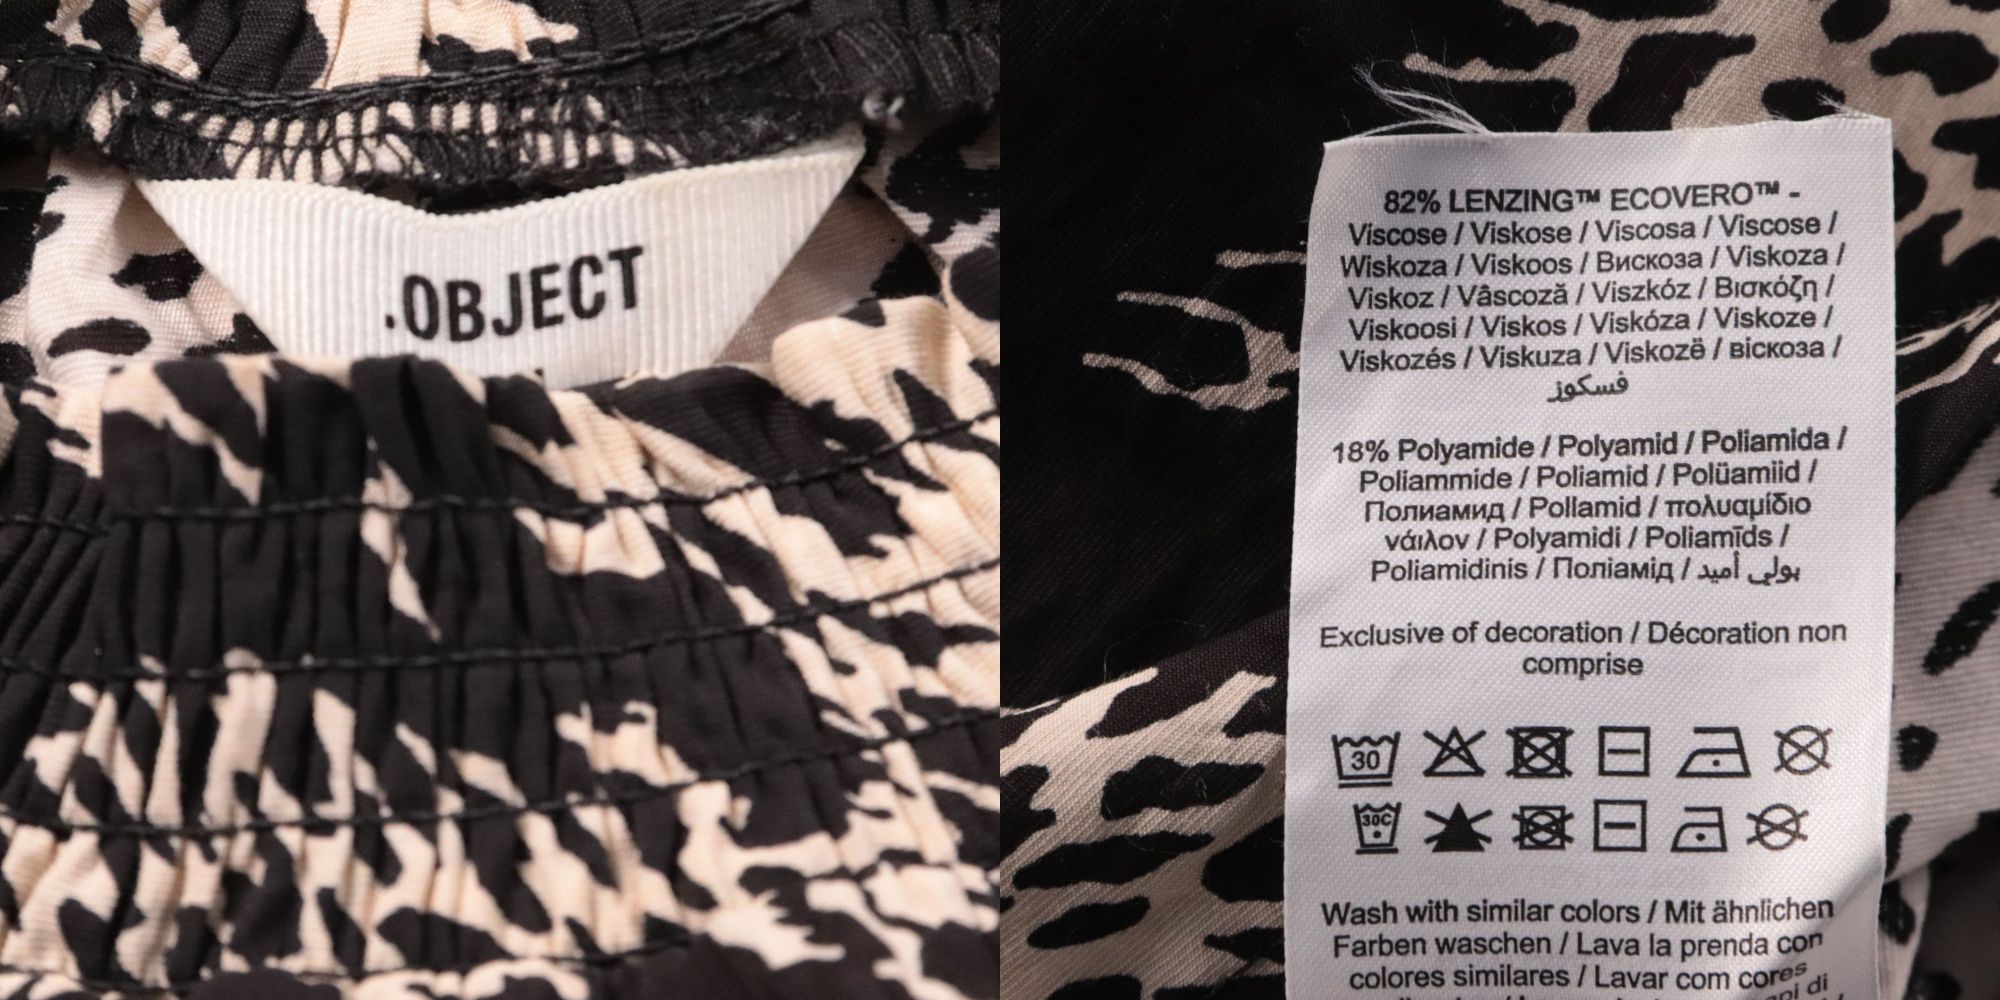 .OBJECT
82% LENZING™ ECOVERO™ -
Viscose / Viskose / Viscosa / Viscose /
Wiskoza / Viskoos / Вискоза / Viskoza /
Viskoz / Vâscoză / Viszkóz / Βισκόζη /
Viskoosi / Viskos / Viskóza / Viskoze /
Viskozés / Viskuza / Viskozë / віскоза /
فسكوز
18% Polyamide / Polyamid / Poliamida /
Poliammide / Poliamid / Polüamiid /
Полиамид / Pollamid / πολυαμίδιο
νάιλον / Polyamidi / Poliamīds /
Poliamidinis / Поліамід / بولي أميد
Exclusive of decoration / Décoration non
comprise
30
30C
Wash with similar colors / Mit ähnlichen
Farben waschen / Lava la prenda con
colores similares / Lavar com cores